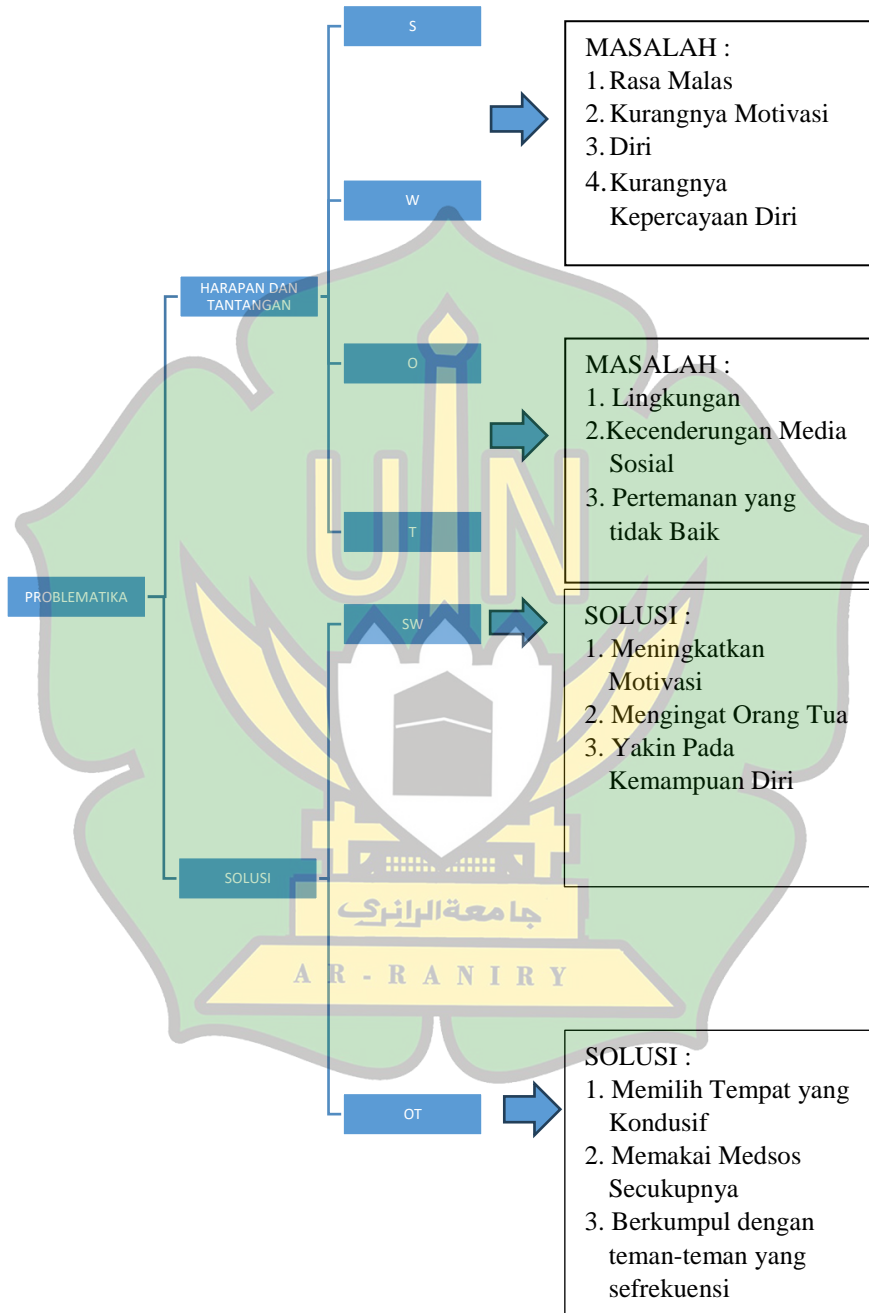 S
MASALAH :
1. Rasa Malas
2. Kurangnya Motivasi
3. Diri
4. Kurangnya
Kepercayaan Diri
W
HARAPAN DAN
TANTANGAN
O
MASALAH :
1. Lingkungan
2.Kecenderungan Media
Sosial
3. Pertemanan yang
tidak Baik
T
UIN
PROBLEMATIKA
SW
SOLUSI :
1. Meningkatkan
Motivasi
2. Mengingat Orang Tua
3. Yakin Pada
Kemampuan Diri
SOLUSI
جامعة الرانري
AR-RANIRY
OT
SOLUSI :
1. Memilih Tempat yang
Kondusif
2. Memakai Medsos
Secukupnya
3. Berkumpul dengan
teman-teman yang
sefrekuensi